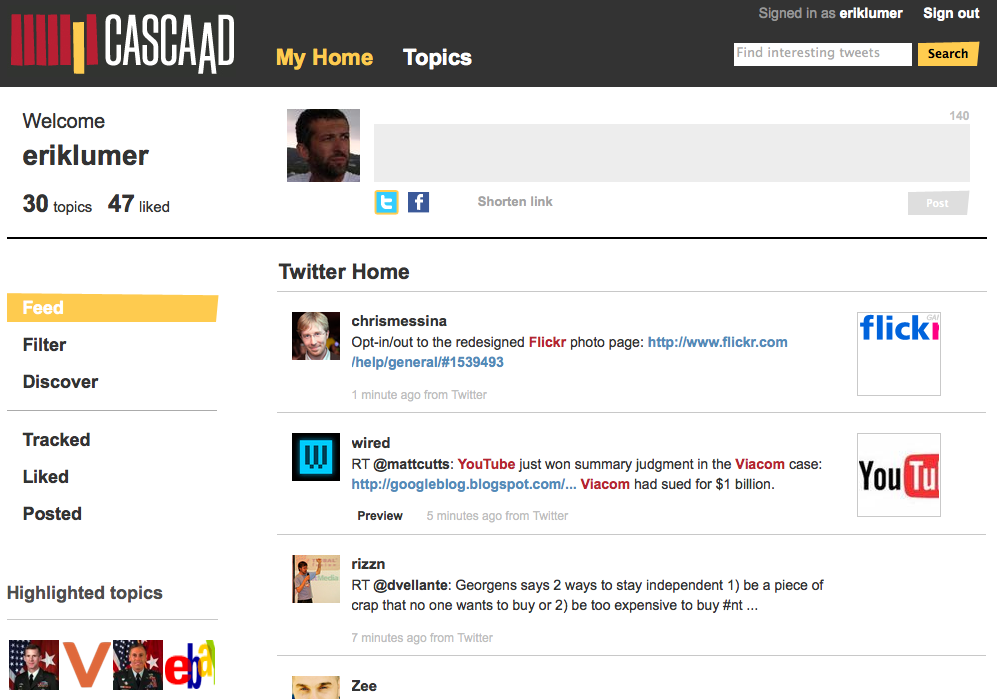 CASCAAD
My Home
Topics
Signed in as eriklumer
Sign out
Find interesting tweets
Search
Welcome
eriklumer
30 topics 47 liked
140
Shorten link
Post
Feed
Filter
Discover
Tracked
Liked
Posted
Highlighted topics
V
ebay
Twitter Home
chrismessina
Opt-in/out to the redesigned Flickr photo page: http://www.flickr.com
/help/general/#1539493
1 minute ago from Twitter
flickr
wired
RT @mattcutts: YouTube just won summary judgment in the Viacom case:
http://googleblog.blogspot.com/... Viacom had sued for $1 billion.
Preview
5 minutes ago from Twitter
You Tu
rizzn
RT @dvellante: Georgens says 2 ways to stay independent 1) be a piece of
crap that no one wants to buy or 2) be too expensive to buy #nt ...
7 minutes ago from Twitter
Zee